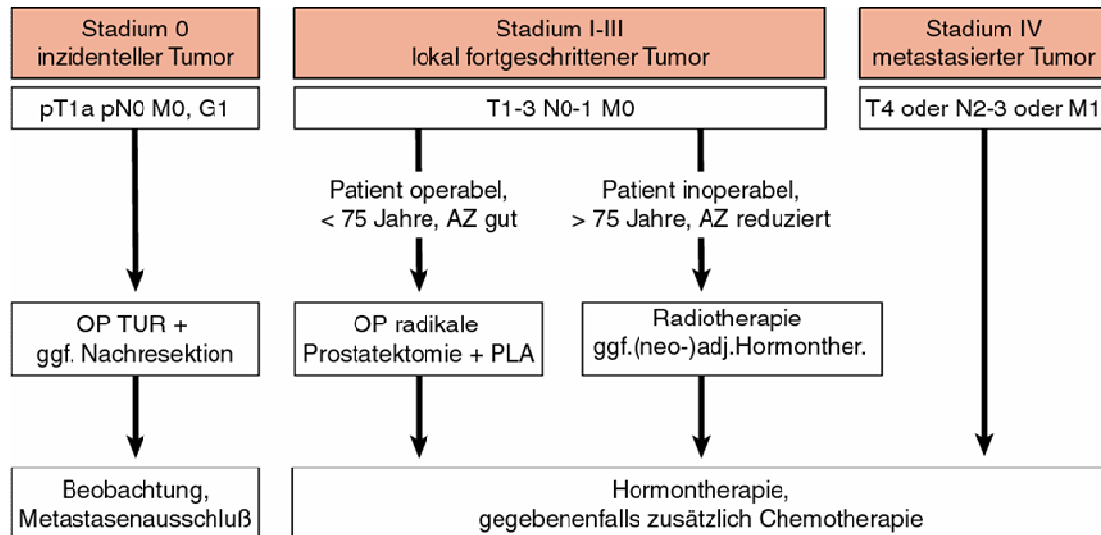 Stadium 0
inzidenteller Tumor
Stadium I-III
lokal fortgeschrittener Tumor
Stadium IV
metastasierter Tumor
pT1a pN0 M0, G1
T1-3 N0-1 M0
T4 oder N2-3 oder M1
Patient operabel,
< 75 Jahre, AZ gut
Patient inoperabel,
> 75 Jahre, AZ reduziert
OP TUR +
ggf. Nachresektion
OP radikale
Prostatektomie + PLA
Radiotherapie
ggf.(neo-)adj.Hormonther.
Beobachtung,
Metastasenausschluß
Hormontherapie,
gegebenenfalls zusätzlich Chemotherapie